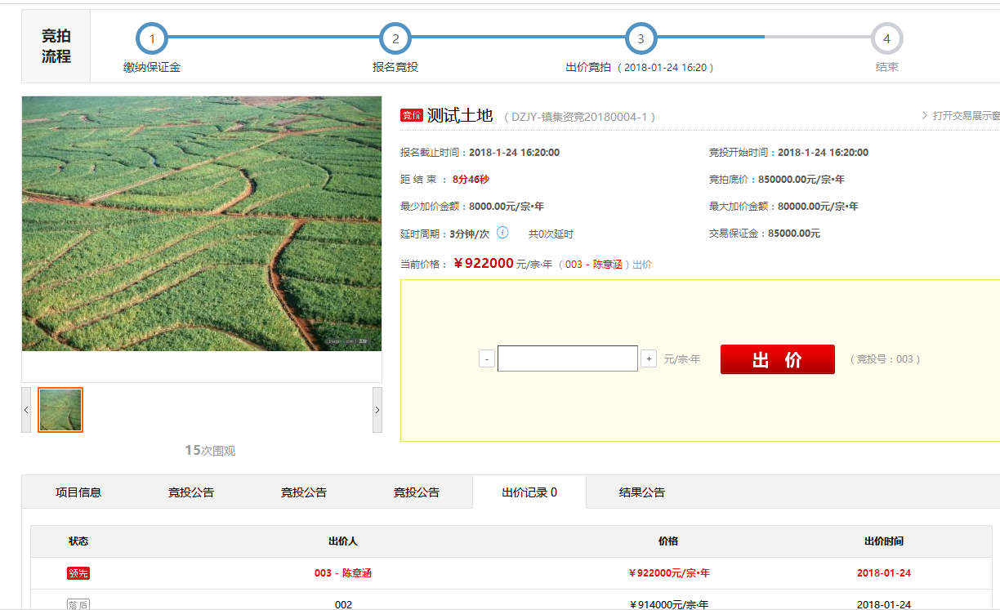 竞拍
流程
1
2
3
4
缴纳保证金
报名竞投
出价竞拍（2018-01-24 16:20）
结束
竞价 测试土地 （DZJY-镇集资竞20180004-1）
打开交易展示窗
报名截止时间：2018-1-24 16:20:00
竞投开始时间：2018-1-24 16:20:00
距 结 束 ：8分46秒
竞拍底价：850000.00元/宗•年
最少加价金额：8000.00元/宗•年
最大加价金额：80000.00元/宗•年
延时周期：3分钟/次 i 共0次延时
交易保证金：85000.00元
当前价格：￥922000 元/宗·年（003 - 陈意涵）出价
- + 元/宗·年 出 价 （竞投号：003）
15次围观
项目信息 竞投公告 竞投公告 竞投公告 出价记录 0 结果公告
状态 出价人 价格 出价时间
领先 003 - 陈意涵 ￥922000元/宗•年 2018-01-24
落后 002 ￥914000元/宗·年 2018-01-24